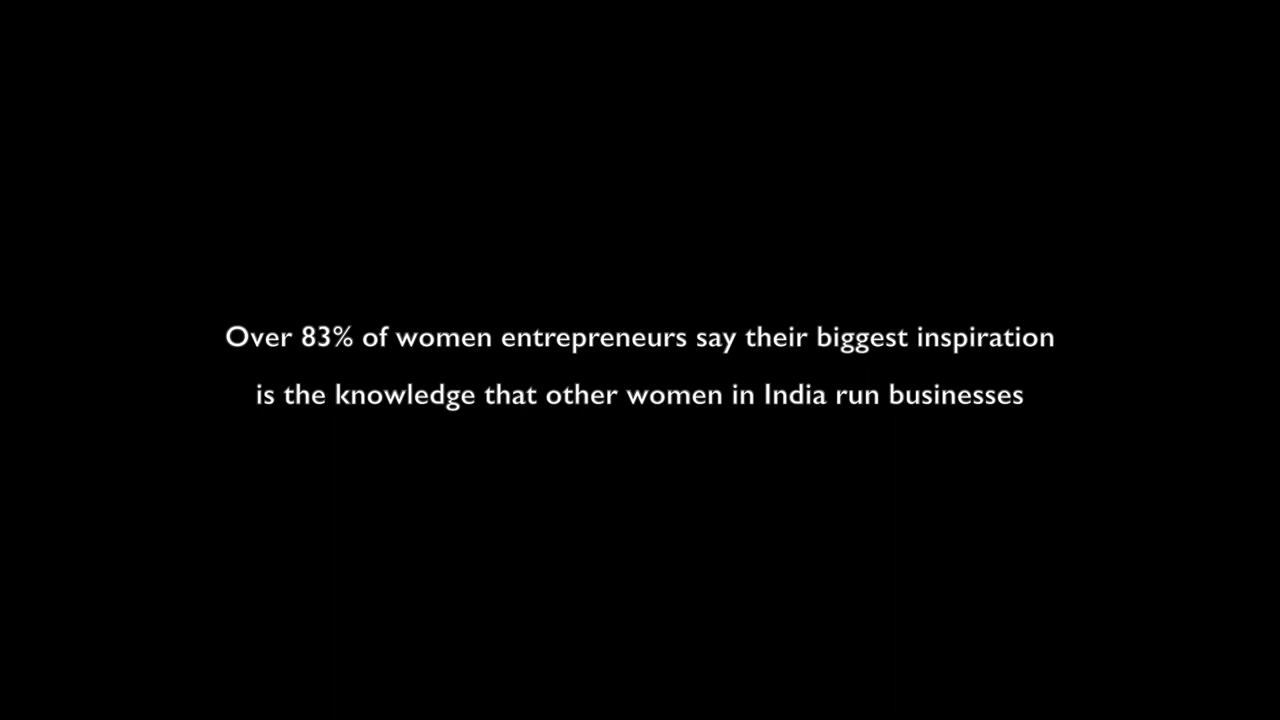 Over 83% of women entrepreneurs say their biggest inspiration
is the knowledge that other women in India run businesses